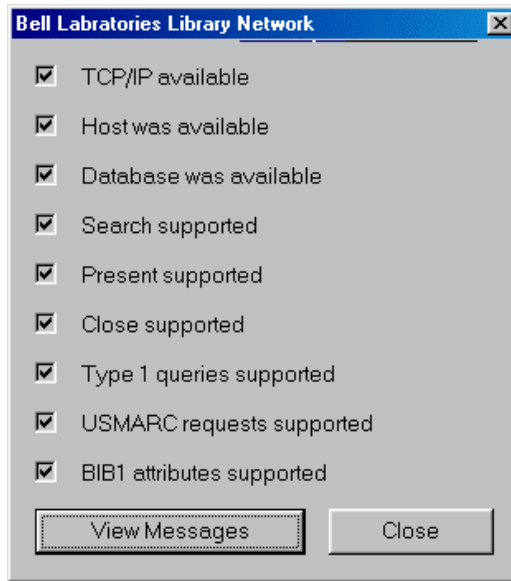 Bell Labratories Library Network
TCP/IP available
Host was available
Database was available
Search supported
Present supported
Close supported
Type 1 queries supported
USMARC requests supported
BIB1 attributes supported
View Messages
Close